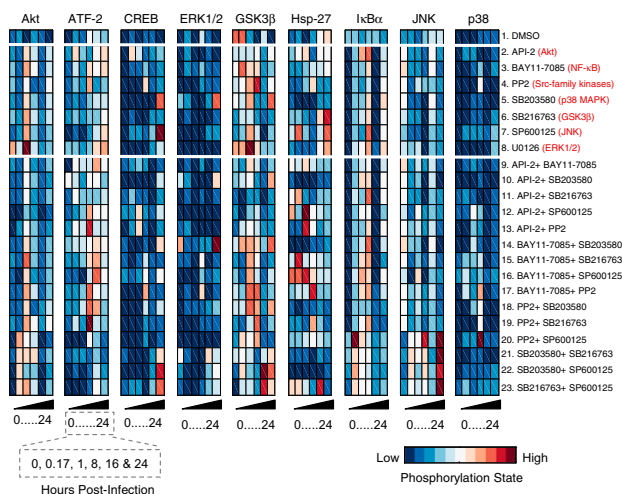 Akt ATF-2 CREB ERK1/2 GSK3β Hsp-27 IκBα JNK p38
1. DMSO
2. API-2 (Akt)
3. BAY11-7085 (NF-κB)
4. PP2 (Src-family kinases)
5. SB203580 (p38 MAPK)
6. SB216763 (GSK3β)
7. SP600125 (JNK)
8. U0126 (ERK1/2)
9. API-2+ BAY11-7085
10. API-2+ SB203580
11. API-2+ SB216763
12. API-2+ SP600125
13. API-2+ PP2
14. BAY11-7085+ SB203580
15. BAY11-7085+ SB216763
16. BAY11-7085+ SP600125
17. BAY11-7085+ PP2
18. PP2+ SB203580
19. PP2+ SB216763
20. PP2+ SP600125
21. SB203580+ SB216763
22. SB203580+ SP600125
23. SB216763+ SP600125
0.....24 0.....24 0.....24 0.....24 0.....24 0.....24 0.....24 0.....24 0.....24
0, 0.17, 1, 8, 16 & 24
Hours Post-Infection
Low High
Phosphorylation State